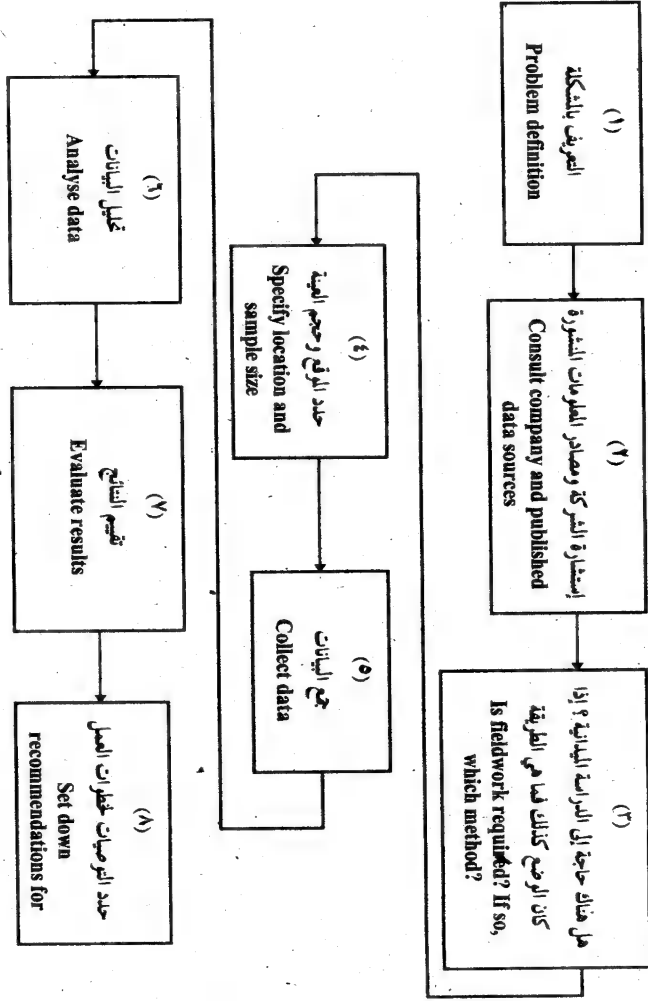 (١)
التعريف بالمشكلة
Problem definition
(٢)
إستشارة الشركة ومصادر المعلومات المنشورة
Consult company and published
data sources
(٣)
هل هناك حاجة إلى الدراسة الميدانية ؟ إذا
كان الوضع كذلك فما هي الطريقة
Is fieldwork required? If so,
which method?
(٤)
حدد الموقع وحجم العينة
Specify location and
sample size
(٥)
جمع البيانات
Collect data
(٦)
تحليل البيانات
Analyse data
(٧)
تقييم النتائج
Evaluate results
(٨)
حدد التوصيات لخطوات العمل
Set down
recommendations for